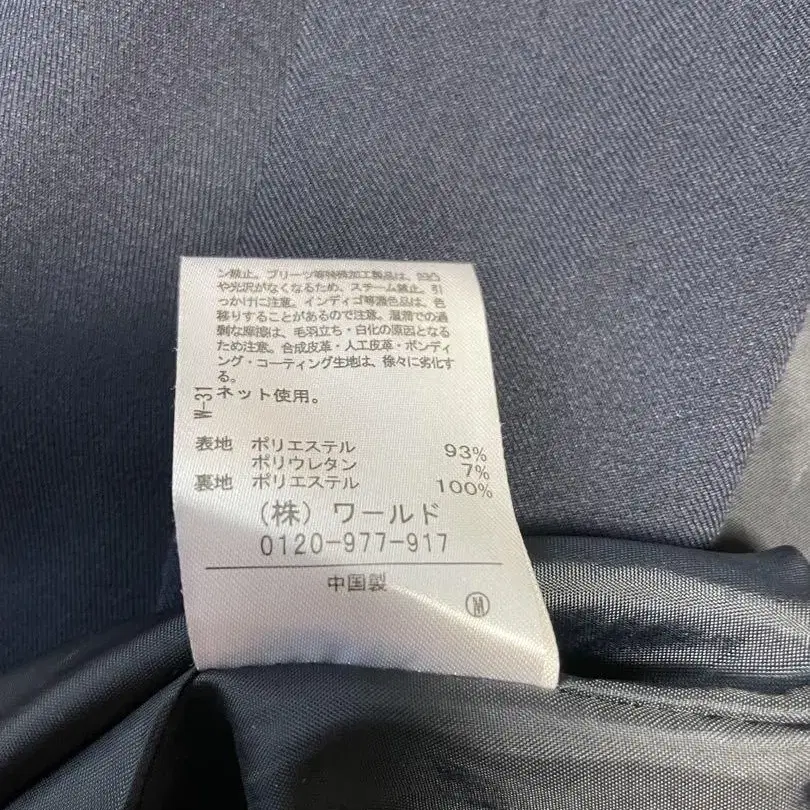 ン禁止。プリーツ等特殊加工製品は、凹凸
や光沢がなくなるため、スチーム禁止。引
っかけに注意。インディゴ等濃色品は、色
移りすることがあるので注意。湿潤での過
剰な摩擦は、毛羽立ち・白化の原因となる
ため注意。合成皮革・人工皮革・ボンディ
ング・コーティング生地は、徐々に劣化す
る。
ネット使用。
W-31
表地 ポリエステル 93%
ポリウレタン 7%
裏地 ポリエステル 100%
(株)ワールド
0120-977-917
中国製
M